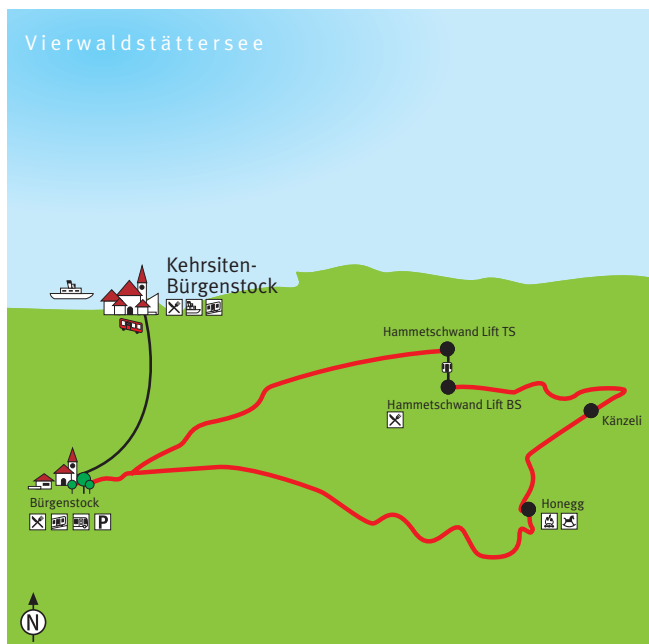 Vierwaldstättersee
Kehrsiten-
Bürgenstock
Hammetschwand Lift TS
Hammetschwand Lift BS
Känzeli
Bürgenstock
P
Honegg
N